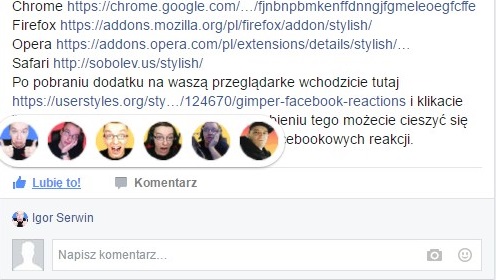 Chrome https://chrome.google.com/…/fjnbnpbmkenffdnngjfgmeleoegfcffe
Firefox https://addons.mozilla.org/pl/firefox/addon/stylish/
Opera https://addons.opera.com/pl/extensions/details/stylish/…
Safari http://sobolev.us/stylish/
Po pobraniu dodatku na waszą przeglądarke wchodzicie tutaj
https://userstyles.org/sty…/124670/gimper-facebook-reactions i klikacie
bieniu tego możecie cieszyć się
cebookowych reakcji.
Lubię to! Komentarz
Igor Serwin
Napisz komentarz...